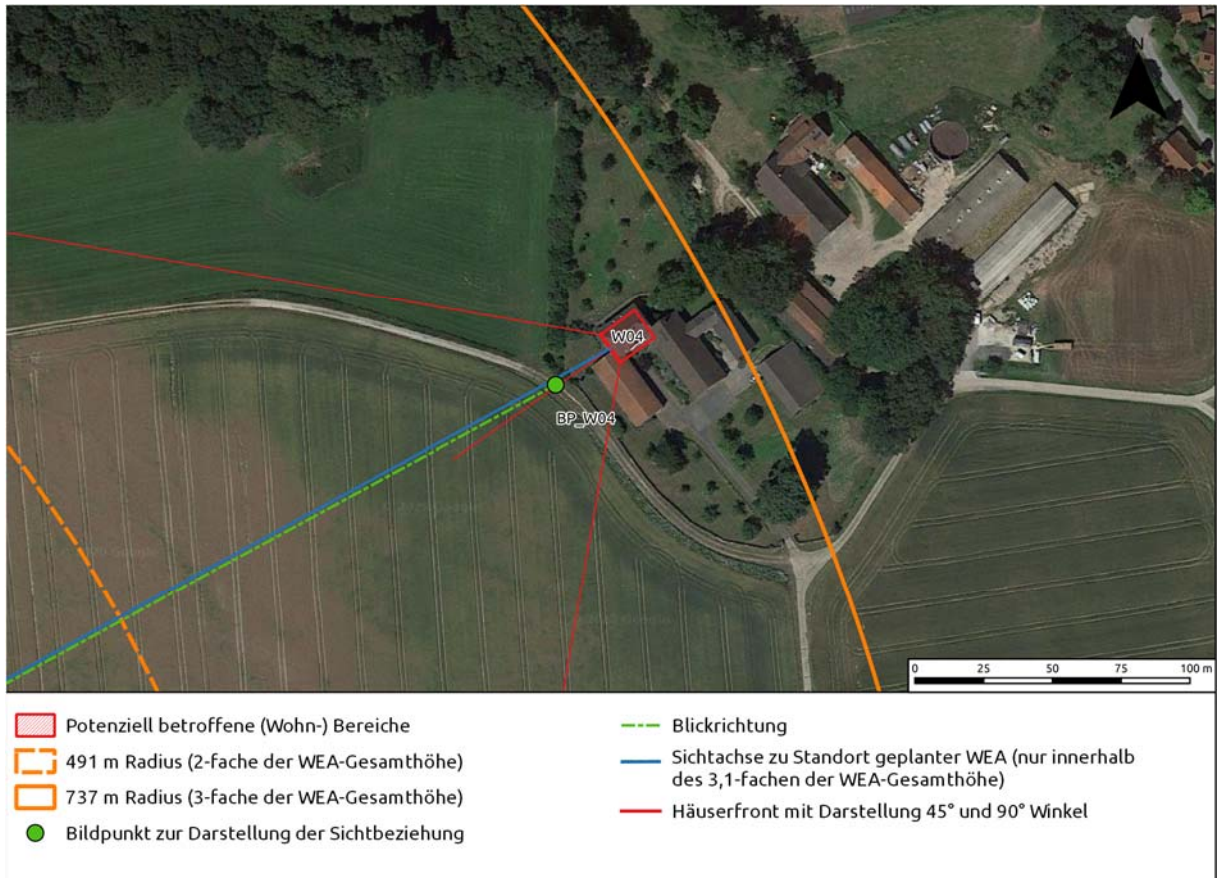 N
W04
BP_W04
0 25 50 75 100 m
Potenziell betroffene (Wohn-) Bereiche
491 m Radius (2-fache der WEA-Gesamthöhe)
737 m Radius (3-fache der WEA-Gesamthöhe)
Bildpunkt zur Darstellung der Sichtbeziehung
Blickrichtung
Sichtachse zu Standort geplanter WEA (nur innerhalb
des 3,1-fachen der WEA-Gesamthöhe)
Häuserfront mit Darstellung 45° und 90° Winkel